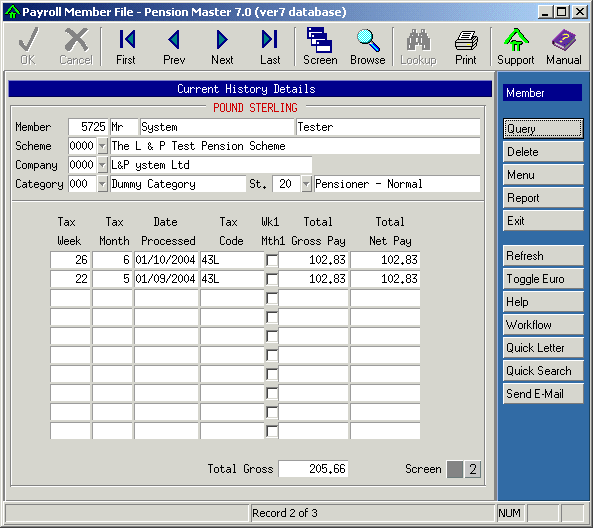 Payroll Member File - Pension Master 7.0 (ver7 database)
OK Cancel First Prev Next Last Screen Browse Lookup Print Support Manual
Current History Details
POUND STERLING
Member 5725 Mr System Tester
Scheme 0000 The L & P Test Pension Scheme
Company 0000 L&P ystem Ltd
Category 000 Dummy Category St. 20 Pensioner - Normal
Tax Tax Date Tax Wk1 Total Total
Week Month Processed Code Mth1 Gross Pay Net Pay
26 6 01/10/2004 43L 102.83 102.83
22 5 01/09/2004 43L 102.83 102.83
Total Gross 205.66 Screen 2
Member
Query
Delete
Menu
Report
Exit
Refresh
Toggle Euro
Help
Workflow
Quick Letter
Quick Search
Send E-Mail
Record 2 of 3 NUM